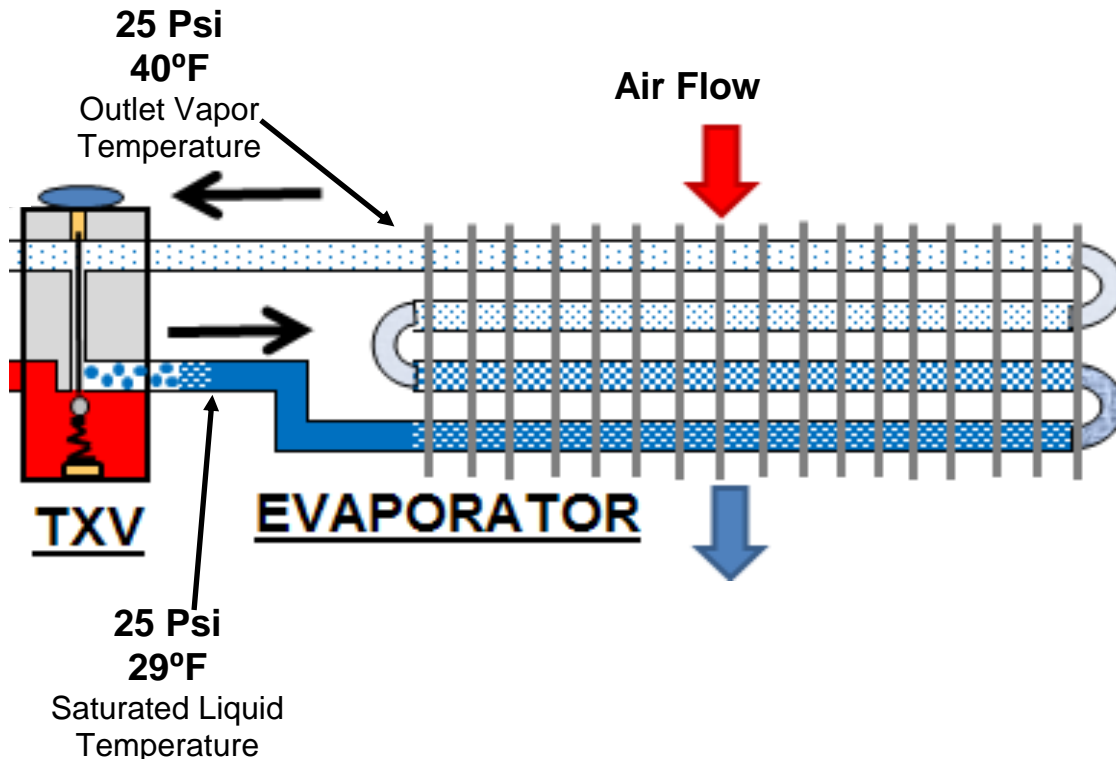 25 Psi
40ºF
Outlet Vapor
Temperature
Air Flow
TXV
EVAPORATOR
25 Psi
29ºF
Saturated Liquid
Temperature